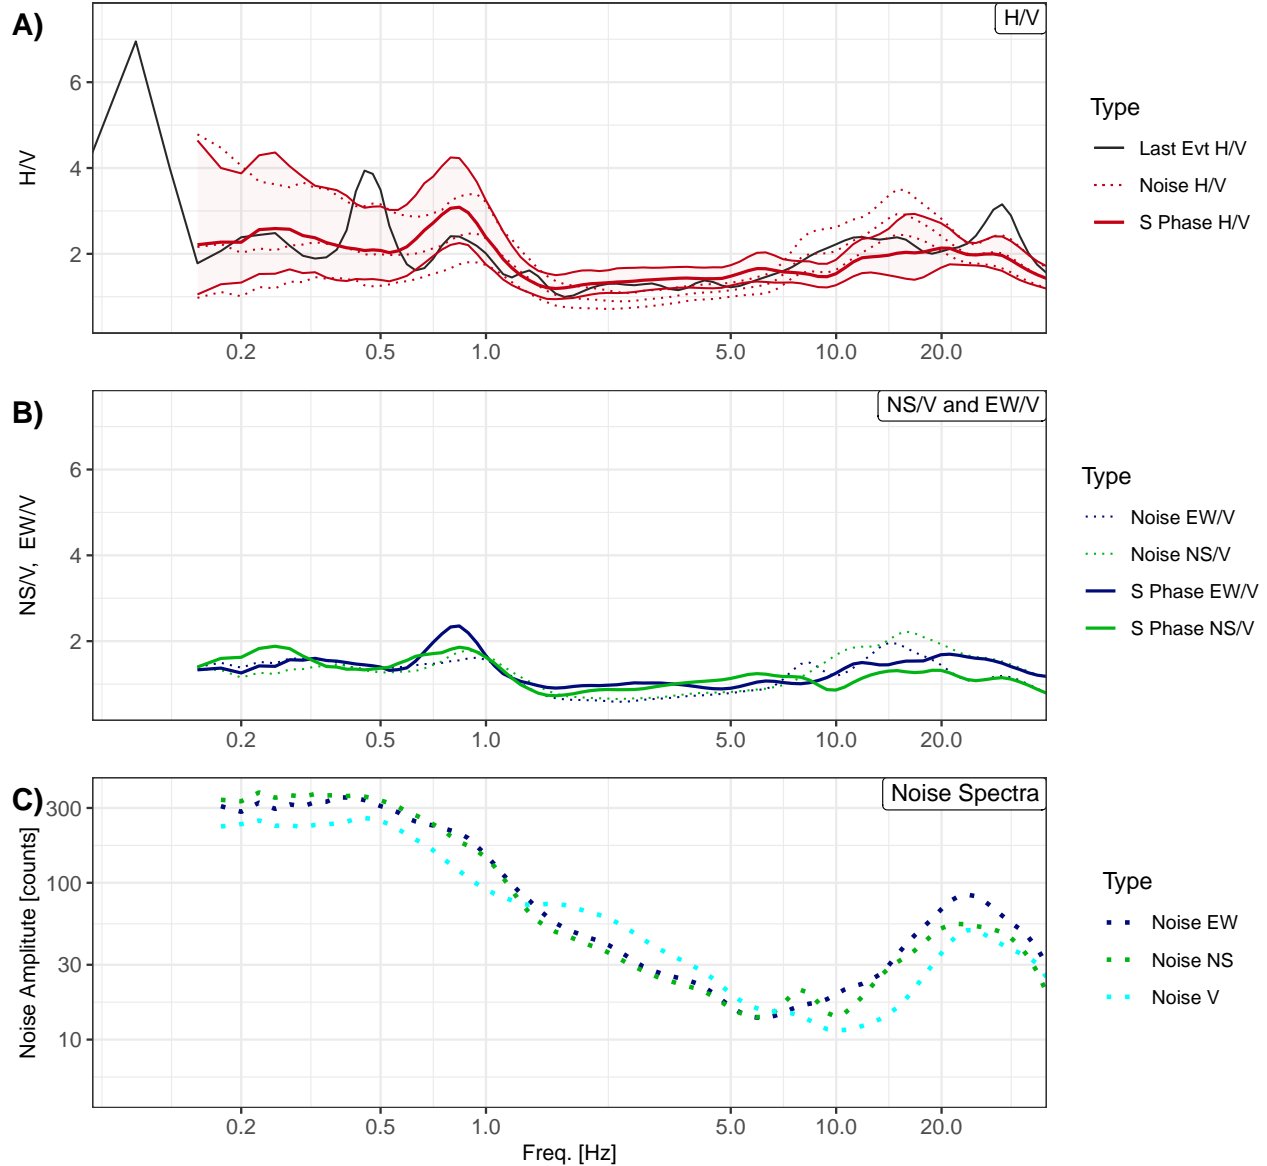 A)
H/V
H/V
6
4
2
0.2 0.5 1.0 5.0 10.0 20.0
Type
Last Evt H/V
Noise H/V
S Phase H/V
B)
NS/V and EW/V
NS/V, EW/V
6
4
2
0.2 0.5 1.0 5.0 10.0 20.0
Type
Noise EW/V
Noise NS/V
S Phase EW/V
S Phase NS/V
C)
Noise Spectra
Noise Amplitute [counts]
300
100
30
10
0.2 0.5 1.0 5.0 10.0 20.0
Freq. [Hz]
Type
Noise EW
Noise NS
Noise V